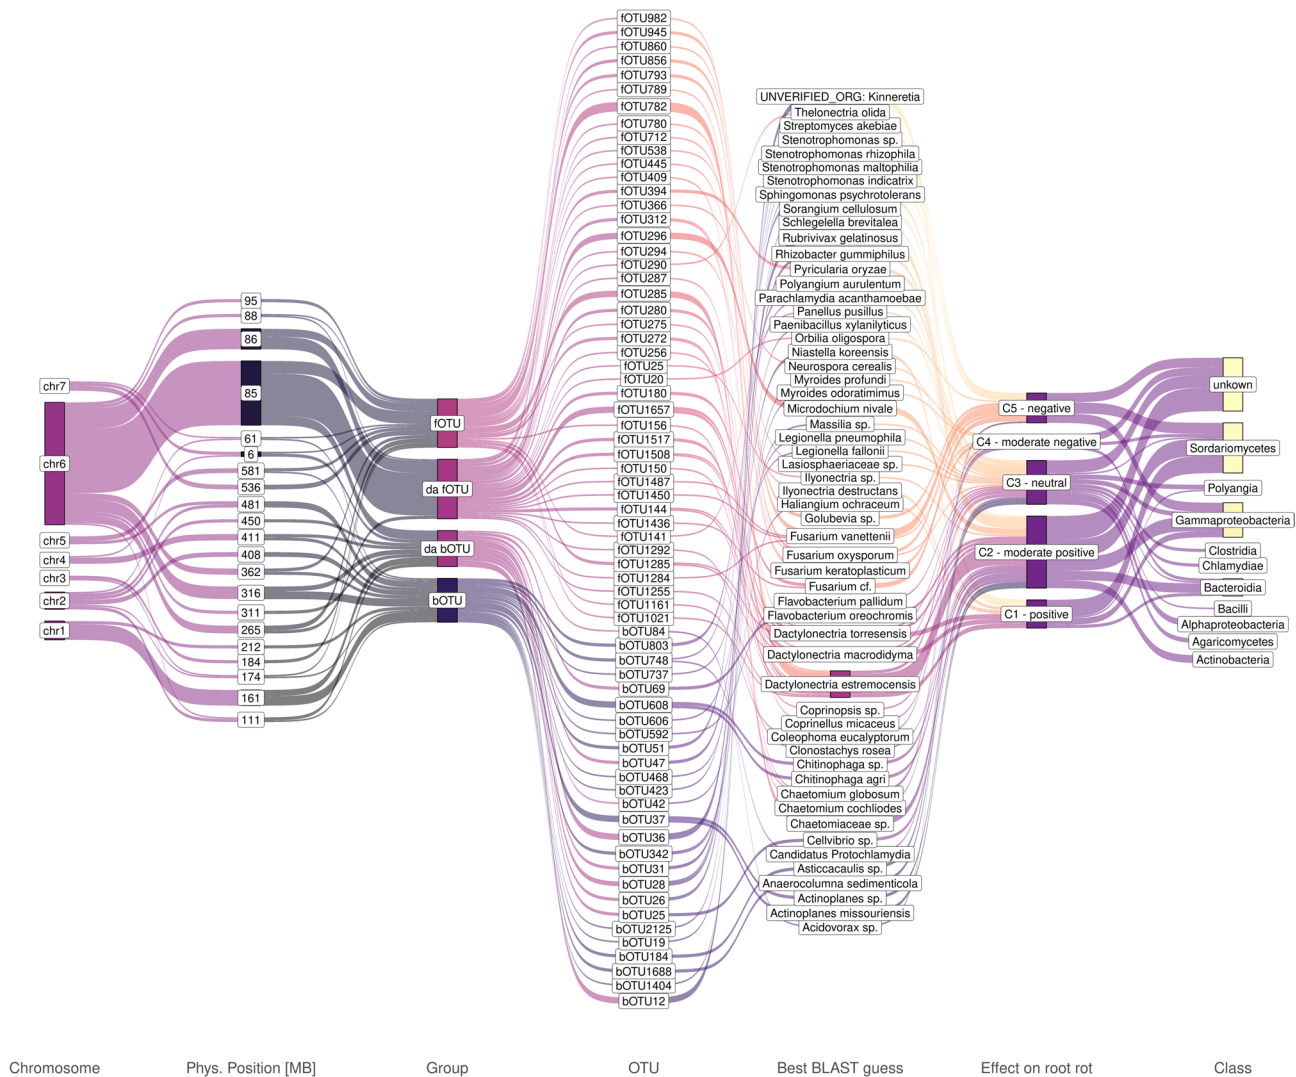 chr7
chr6
chr5
chr4
chr3
chr2
chr1
95
88
86
85
61
6
581
536
481
450
411
408
362
316
311
265
212
184
174
161
111
fOTU
da fOTU
da bOTU
bOTU
fOTU982
fOTU945
fOTU860
fOTU856
fOTU793
fOTU789
fOTU782
fOTU780
fOTU712
fOTU538
fOTU445
fOTU409
fOTU394
fOTU366
fOTU312
fOTU296
fOTU294
fOTU290
fOTU287
fOTU285
fOTU280
fOTU275
fOTU272
fOTU256
fOTU25
fOTU20
fOTU180
fOTU1657
fOTU156
fOTU1517
fOTU1508
fOTU150
fOTU1487
fOTU1450
fOTU144
fOTU1436
fOTU141
fOTU1292
fOTU1285
fOTU1284
fOTU1255
fOTU1161
fOTU1021
bOTU84
bOTU803
bOTU748
bOTU737
bOTU69
bOTU608
bOTU606
bOTU592
bOTU51
bOTU47
bOTU468
bOTU423
bOTU42
bOTU37
bOTU36
bOTU342
bOTU31
bOTU28
bOTU26
bOTU25
bOTU2125
bOTU19
bOTU184
bOTU1688
bOTU1404
bOTU12
UNVERIFIED_ORG: Kinneretia
Thelonectria olida
Streptomyces akebiae
Stenotrophomonas sp.
Stenotrophomonas rhizophila
Stenotrophomonas maltophilia
Stenotrophomonas indicatrix
Sphingomonas psychrotolerans
Sorangium cellulosum
Schlegelella brevitalea
Rubrivivax gelatinosus
Rhizobacter gummiphilus
Pyricularia oryzae
Polyangium aurulentum
Parachlamydia acanthamoebae
Panellus pusillus
Paenibacillus xylanilyticus
Orbilia oligospora
Niastella koreensis
Neurospora cerealis
Myroides profundi
Myroides odoratimimus
Microdochium nivale
Massilia sp.
Legionella pneumophila
Legionella fallonii
Lasiosphaeriaceae sp.
Ilyonectria sp.
Ilyonectria destructans
Haliangium ochraceum
Golubevia sp.
Fusarium vanettenii
Fusarium oxysporum
Fusarium keratoplasticum
Fusarium cf.
Flavobacterium pallidum
Flavobacterium oreochromis
Dactylonectria torresensis
Dactylonectria macrodidyma
Dactylonectria estremocensis
Coprinopsis sp.
Coprinellus micaceus
Coleophoma eucalyptorum
Clonostachys rosea
Chitinophaga sp.
Chitinophaga agri
Chaetomium globosum
Chaetomium cochliodes
Chaetomiaceae sp.
Cellvibrio sp.
Candidatus Protochlamydia
Asticcacaulis sp.
Anaerocolumna sedimenticola
Actinoplanes sp.
Actinoplanes missouriensis
Acidovorax sp.
C5 - negative
C4 - moderate negative
C3 - neutral
C2 - moderate positive
C1 - positive
unkown
Sordariomycetes
Polyangia
Gammaproteobacteria
Clostridia
Chlamydiae
Bacteroidia
Bacilli
Alphaproteobacteria
Agaricomycetes
Actinobacteria
Chromosome
Phys. Position [MB]
Group
OTU
Best BLAST guess
Effect on root rot
Class